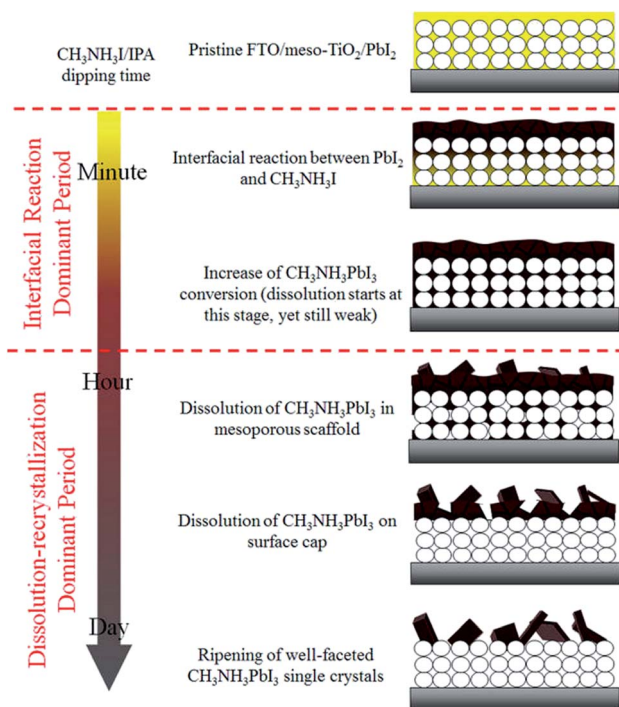 CH₃NH₃I/IPA
dipping time
Pristine FTO/meso-TiO₂/PbI₂
Interfacial Reaction
Dominant Period
Minute
Interfacial reaction between PbI₂
and CH₃NH₃I
Increase of CH₃NH₃PbI₃
conversion (dissolution starts at
this stage, yet still weak)
Dissolution-recrystallization
Dominant Period
Hour
Dissolution of CH₃NH₃PbI₃ in
mesoporous scaffold
Dissolution of CH₃NH₃PbI₃ on
surface cap
Day
Ripening of well-faceted
CH₃NH₃PbI₃ single crystals